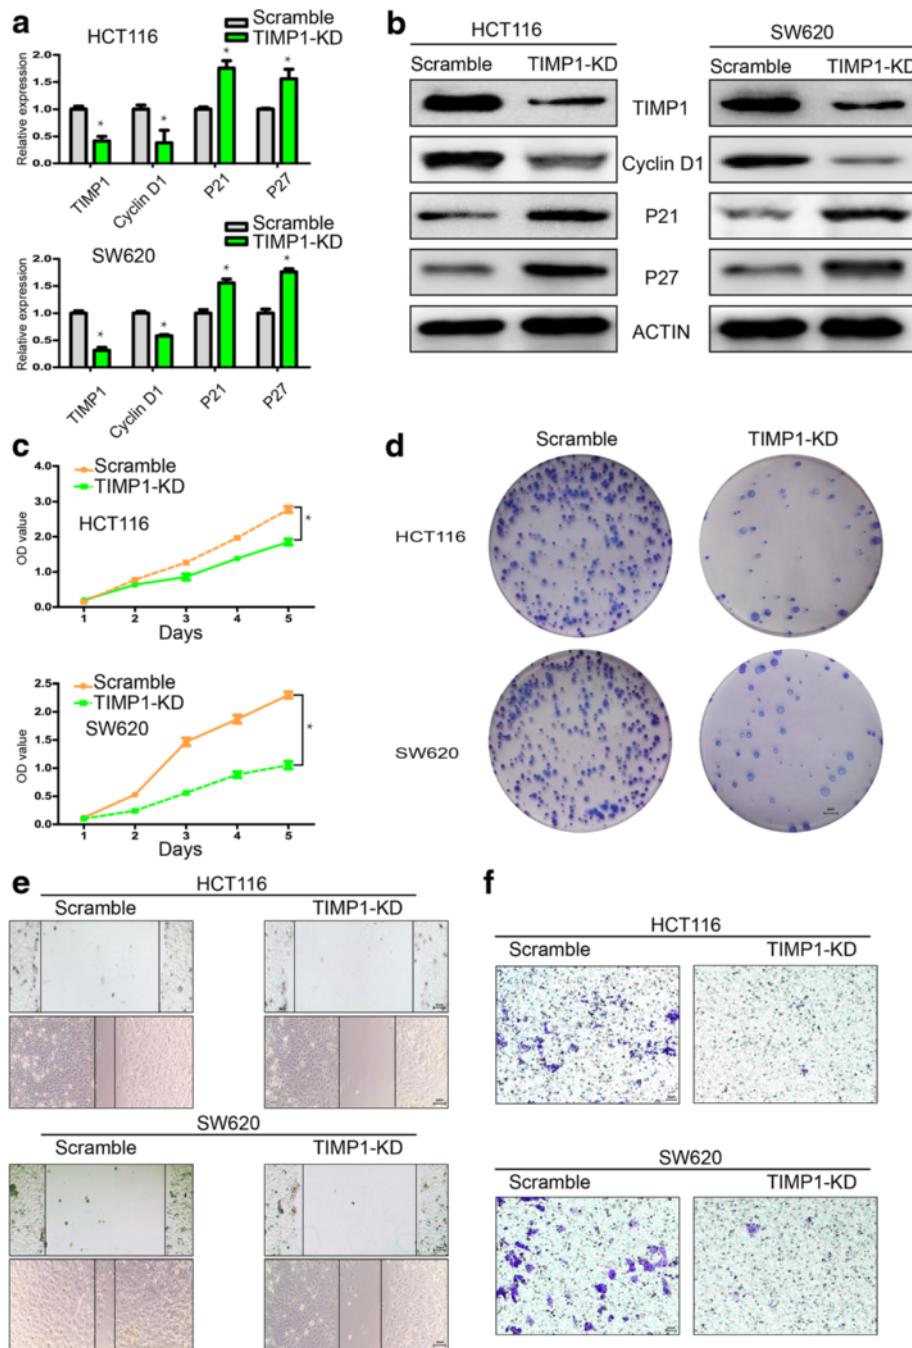 a
Scramble
TIMP1-KD
HCT116
Relative expression
2.0
1.5
1.0
0.5
0.0
*
*
*
*
TIMP1
Cyclin D1
P21
P27
Scramble
TIMP1-KD
SW620
Relative expression
2.0
1.5
1.0
0.5
0.0
*
*
*
*
TIMP1
Cyclin D1
P21
P27
b
HCT116
SW620
Scramble TIMP1-KD
Scramble TIMP1-KD
TIMP1
Cyclin D1
P21
P27
ACTIN
c
Scramble
TIMP1-KD
HCT116
OD value
4.0
3.0
2.0
1.0
0.0
*
1 2 3 4 5
Days
Scramble
TIMP1-KD
SW620
OD value
2.5
2.0
1.5
1.0
0.5
0.0
*
1 2 3 4 5
Days
d
Scramble
TIMP1-KD
HCT116
SW620
e
HCT116
Scramble
TIMP1-KD
SW620
Scramble
TIMP1-KD
f
HCT116
Scramble
TIMP1-KD
SW620
Scramble
TIMP1-KD